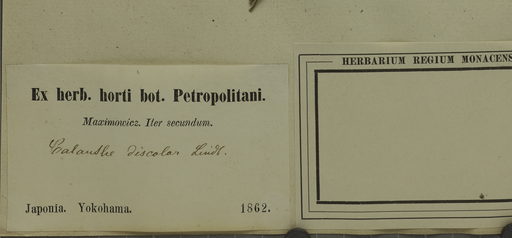 Ex herb. horti bot. Petropolitani.
Maximowicz. Iter secundum.
Calanthe discolor Lindl.
Japonia. Yokohama. 1862.
HERBARIUM REGIUM MONACENS